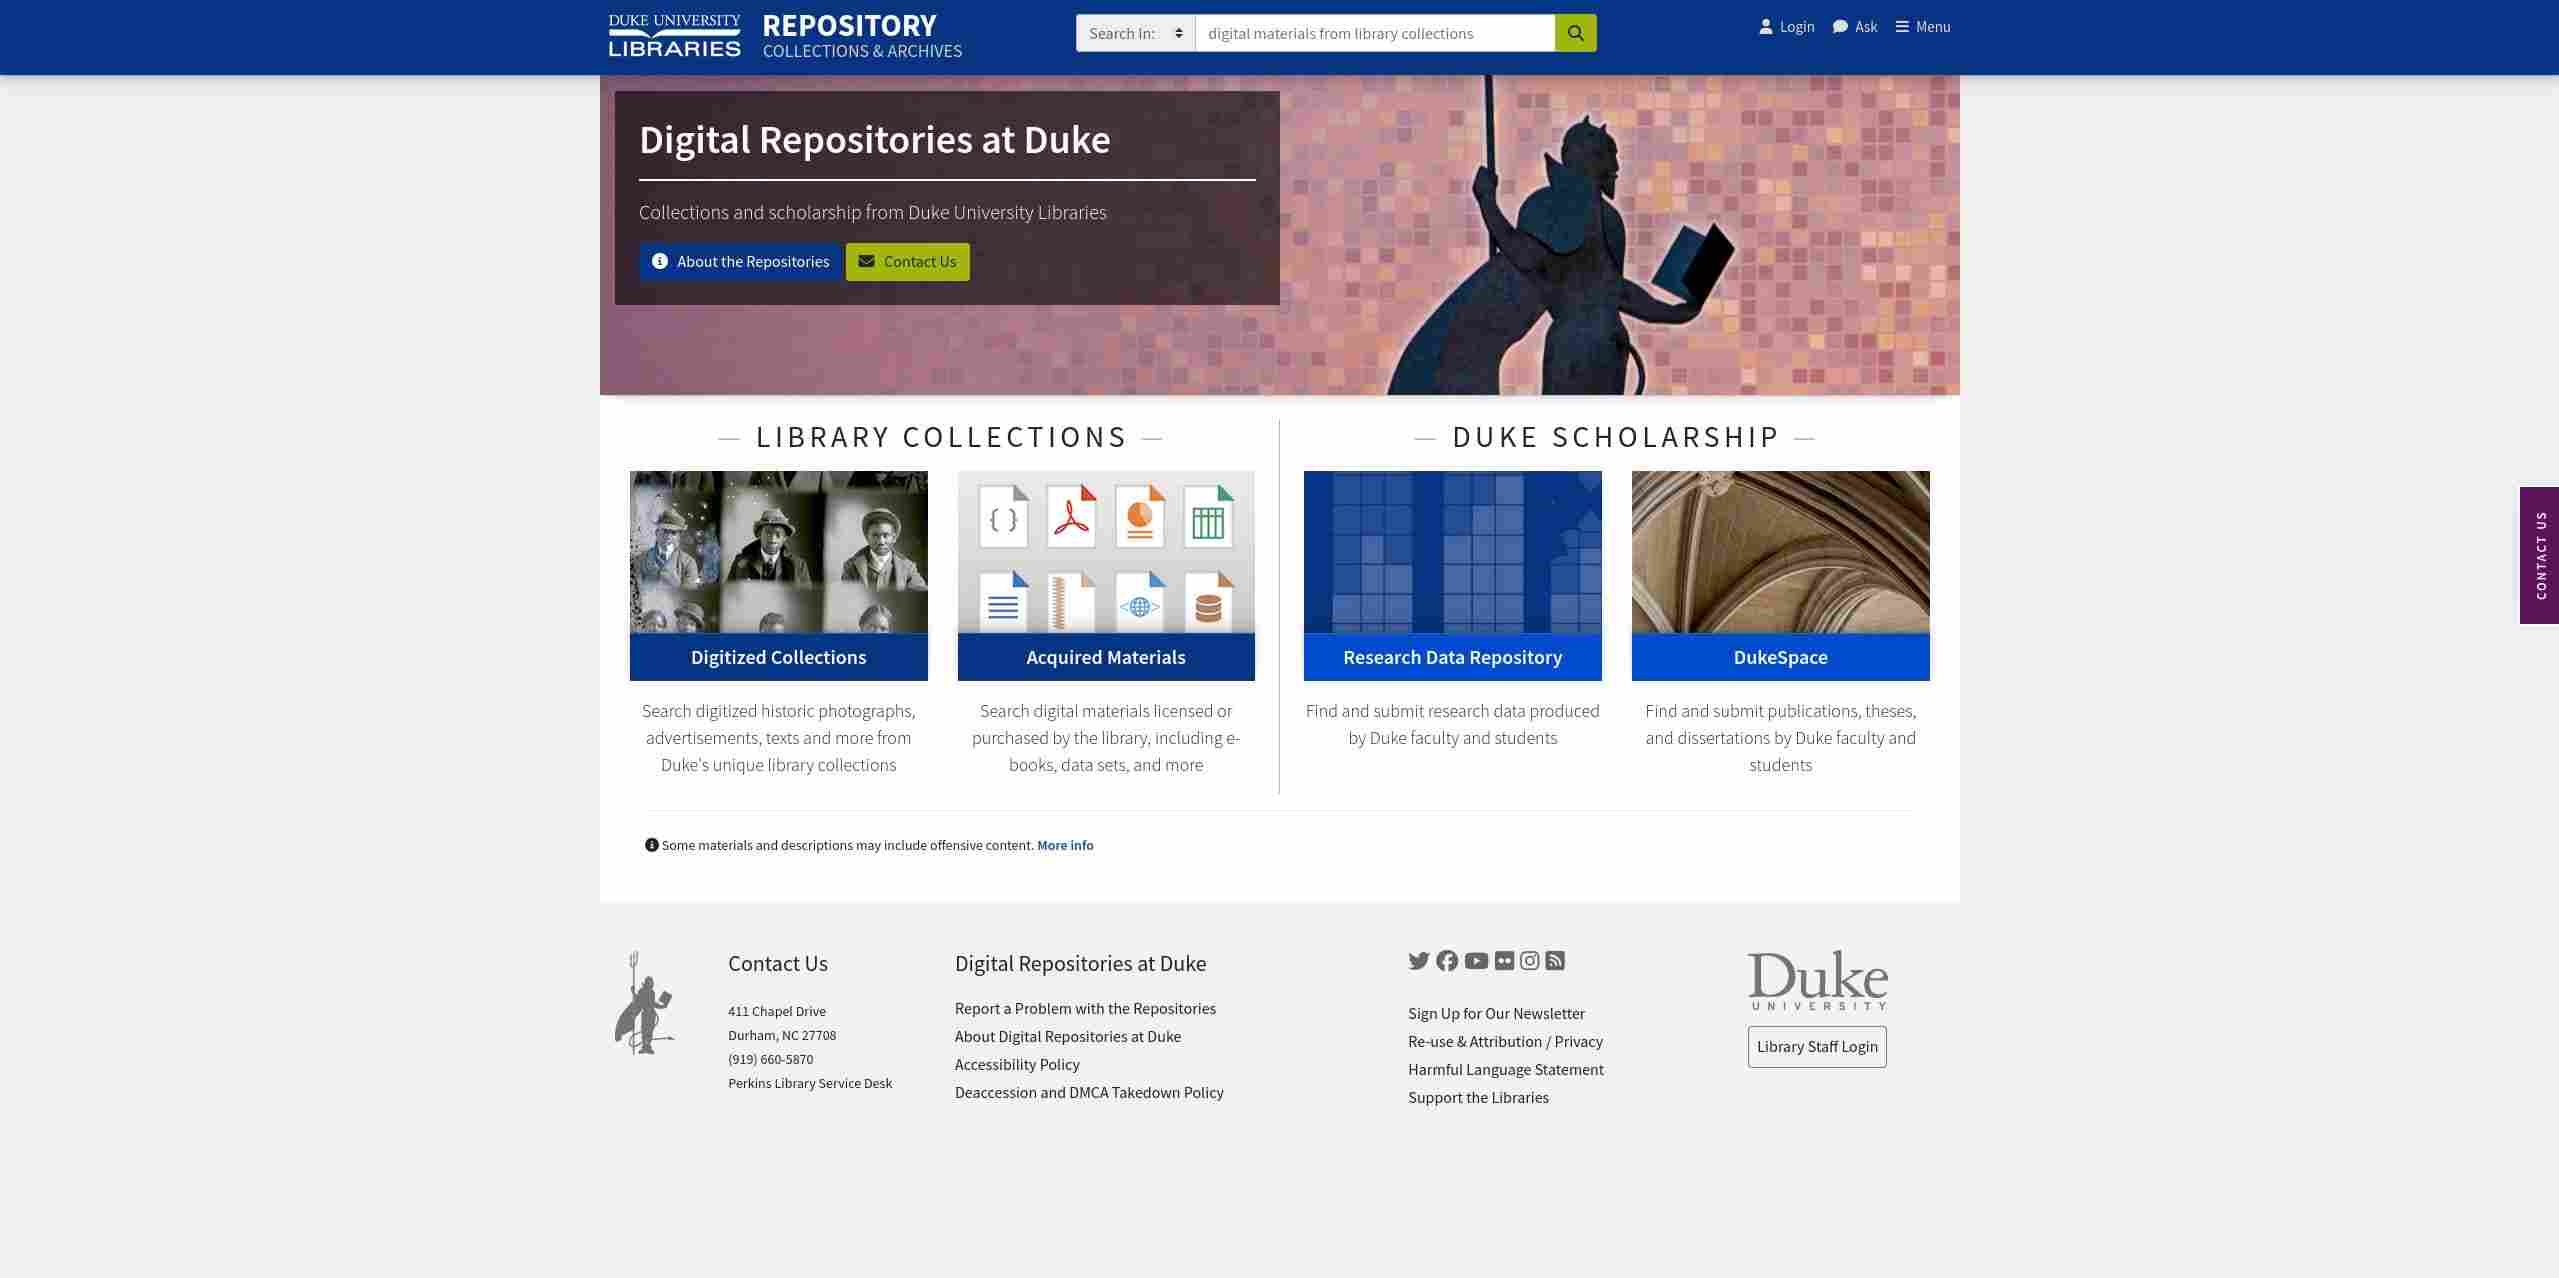 DUKE UNIVERSITY
LIBRARIES
REPOSITORY
COLLECTIONS & ARCHIVES
Search In:
digital materials from library collections
Login
Ask
Menu
Digital Repositories at Duke
Collections and scholarship from Duke University Libraries
About the Repositories
Contact Us
LIBRARY COLLECTIONS
Digitized Collections
Search digitized historic photographs,
advertisements, texts and more from
Duke's unique library collections
Acquired Materials
Search digital materials licensed or
purchased by the library, including e-
books, data sets, and more
DUKE SCHOLARSHIP
Research Data Repository
Find and submit research data produced
by Duke faculty and students
DukeSpace
Find and submit publications, theses,
and dissertations by Duke faculty and
students
CONTACT US
Some materials and descriptions may include offensive content. More info
Contact Us
411 Chapel Drive
Durham, NC 27708
(919) 660-5870
Perkins Library Service Desk
Digital Repositories at Duke
Report a Problem with the Repositories
About Digital Repositories at Duke
Accessibility Policy
Deaccession and DMCA Takedown Policy
Sign Up for Our Newsletter
Re-use & Attribution / Privacy
Harmful Language Statement
Support the Libraries
Duke
UNIVERSITY
Library Staff Login